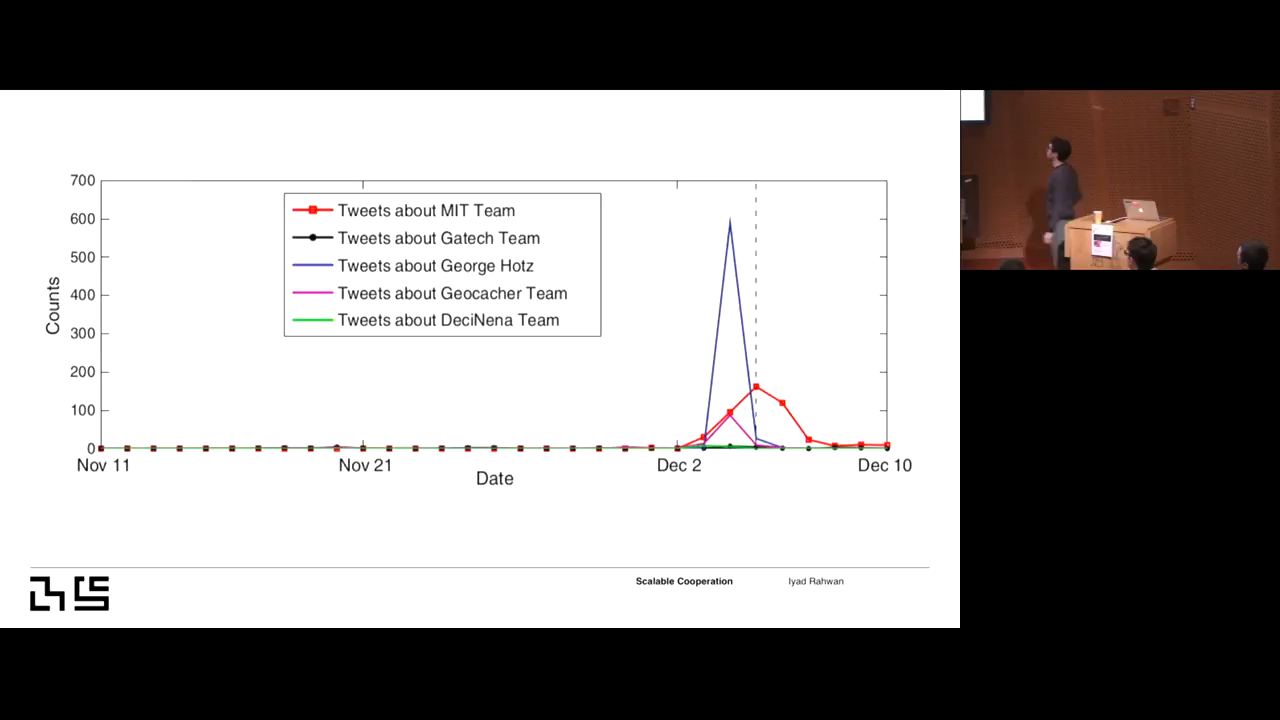 700
600
500
400
300
200
100
0
Counts
Tweets about MIT Team
Tweets about Gatech Team
Tweets about George Hotz
Tweets about Geocacher Team
Tweets about DeciNena Team
Nov 11
Nov 21
Dec 2
Dec 10
Date
Scalable Cooperation
Iyad Rahwan